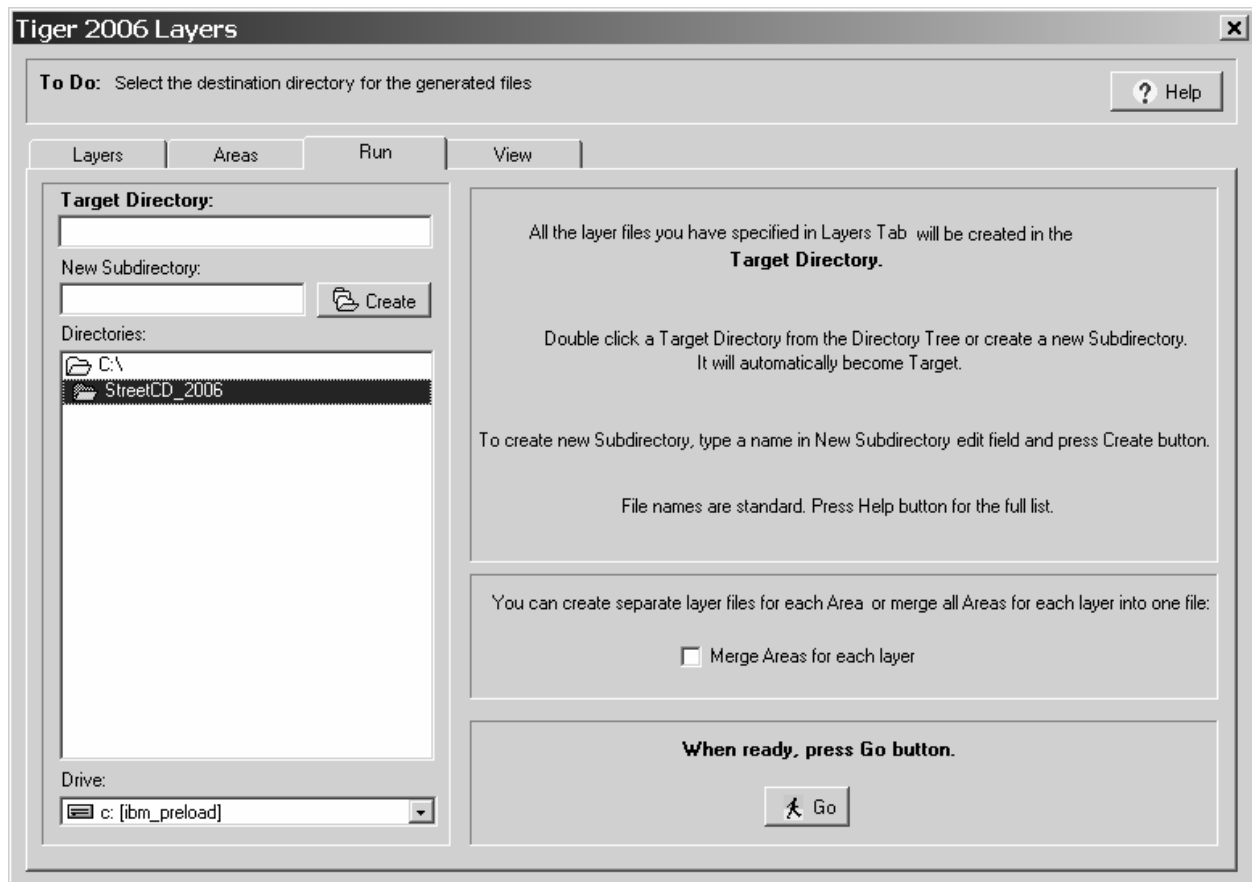 Tiger 2006 Layers
To Do: Select the destination directory for the generated files
? Help
Layers
Areas
Run
View
Target Directory:
New Subdirectory:
Create
Directories:
C:\
StreetCD_2006
Drive:
c: [ibm_preload]
All the layer files you have specified in Layers Tab will be created in the
Target Directory.
Double click a Target Directory from the Directory Tree or create a new Subdirectory.
It will automatically become Target.
To create new Subdirectory, type a name in New Subdirectory edit field and press Create button.
File names are standard. Press Help button for the full list.
You can create separate layer files for each Area or merge all Areas for each layer into one file:
Merge Areas for each layer
When ready, press Go button.
Go